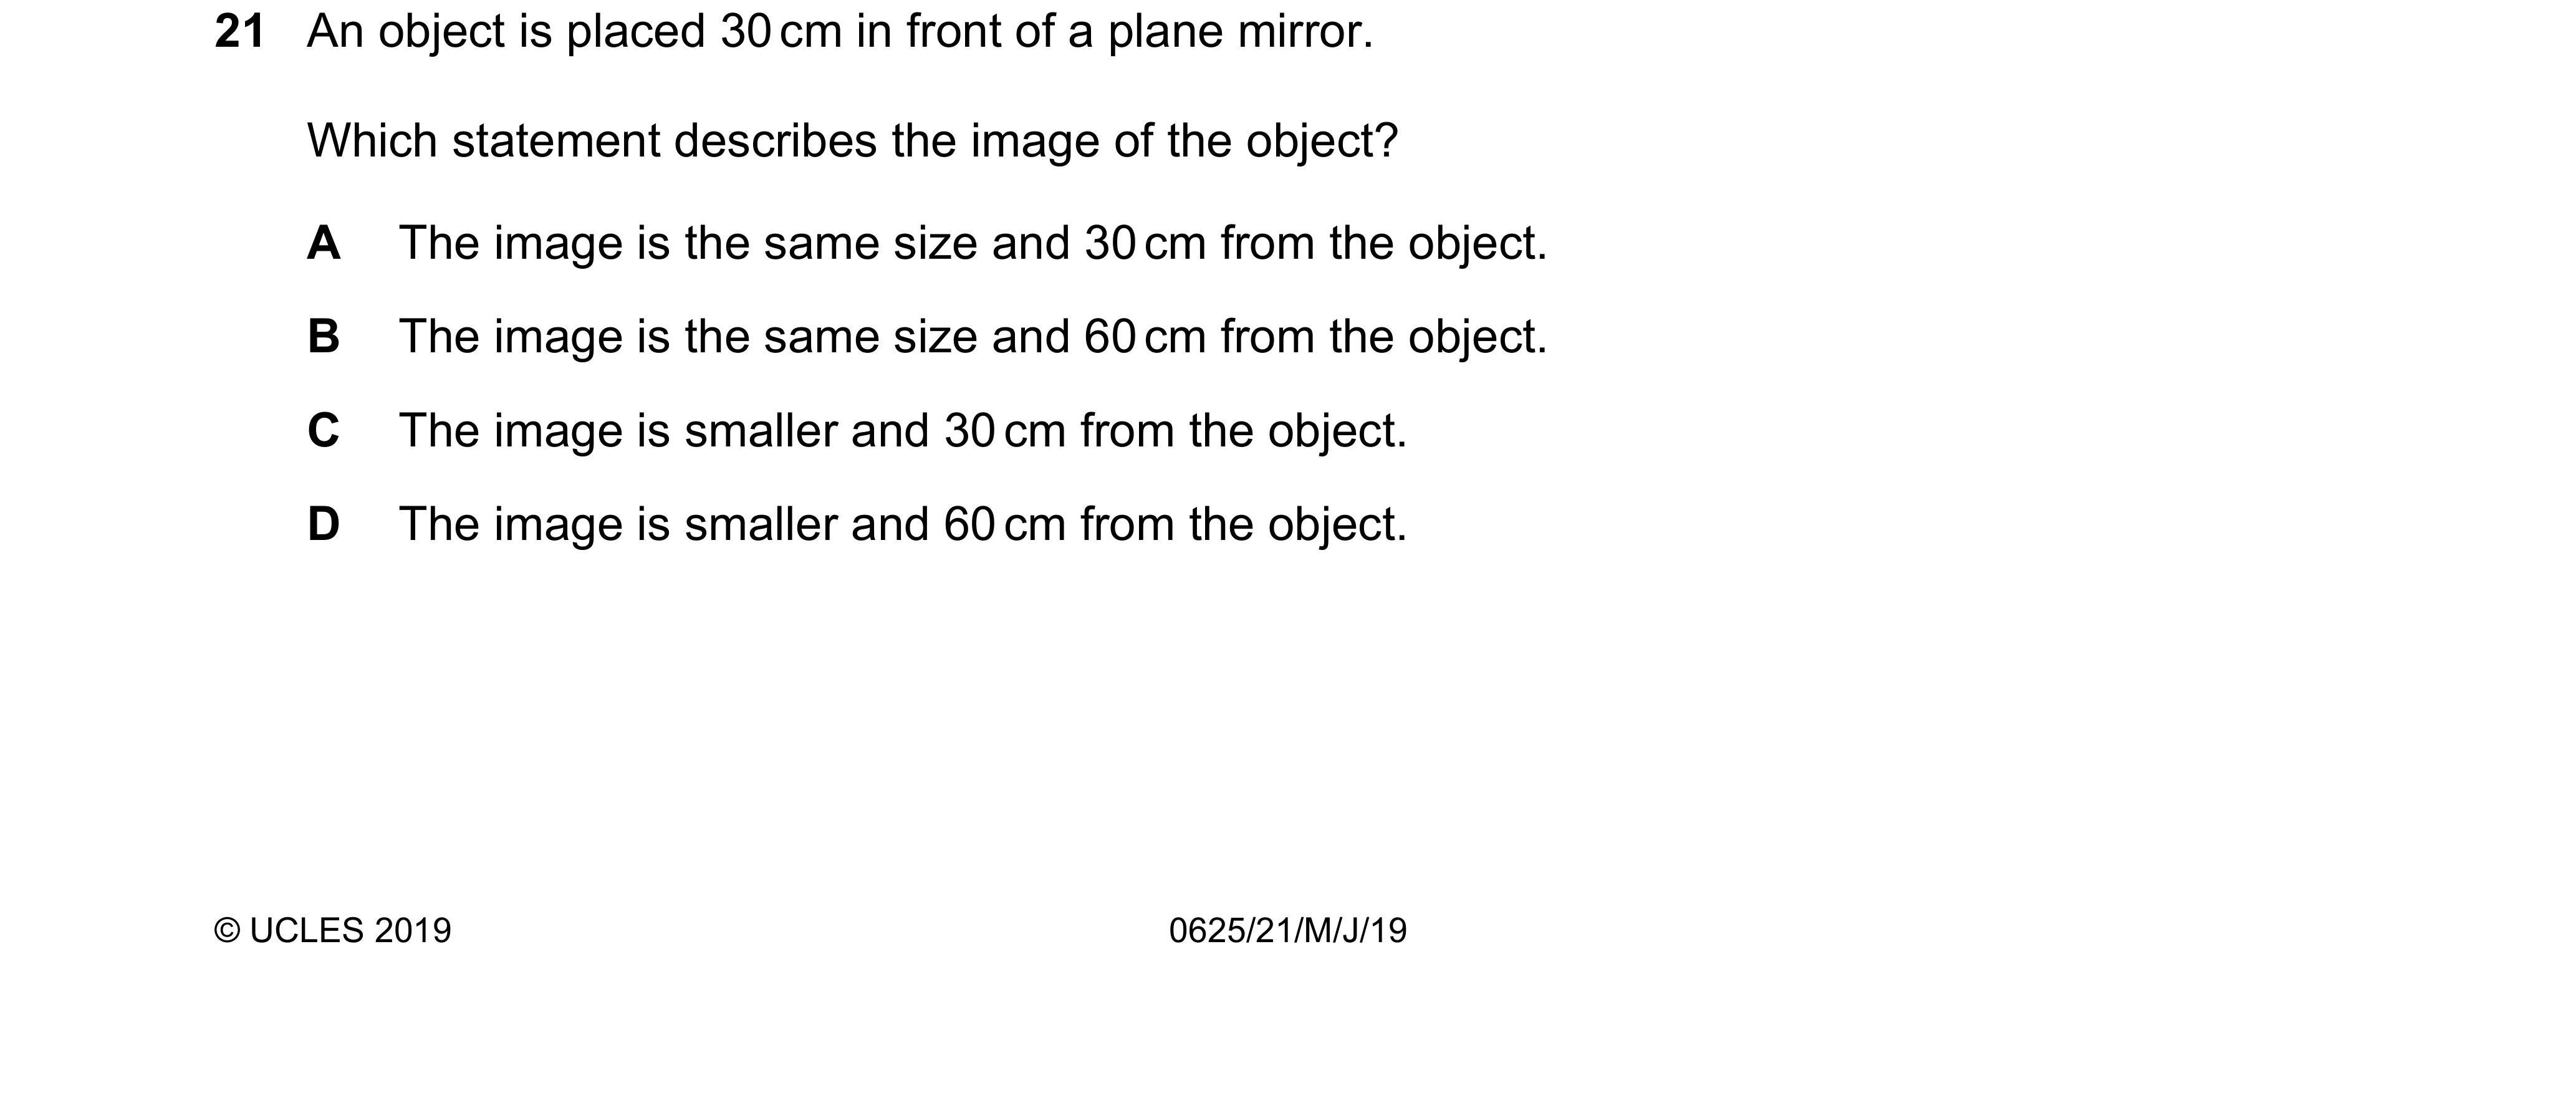 21 An object is placed 30 cm in front of a plane mirror.
Which statement describes the image of the object?
A The image is the same size and 30 cm from the object.
B The image is the same size and 60 cm from the object.
C The image is smaller and 30 cm from the object.
D The image is smaller and 60 cm from the object.
© UCLES 2019 0625/21/M/J/19